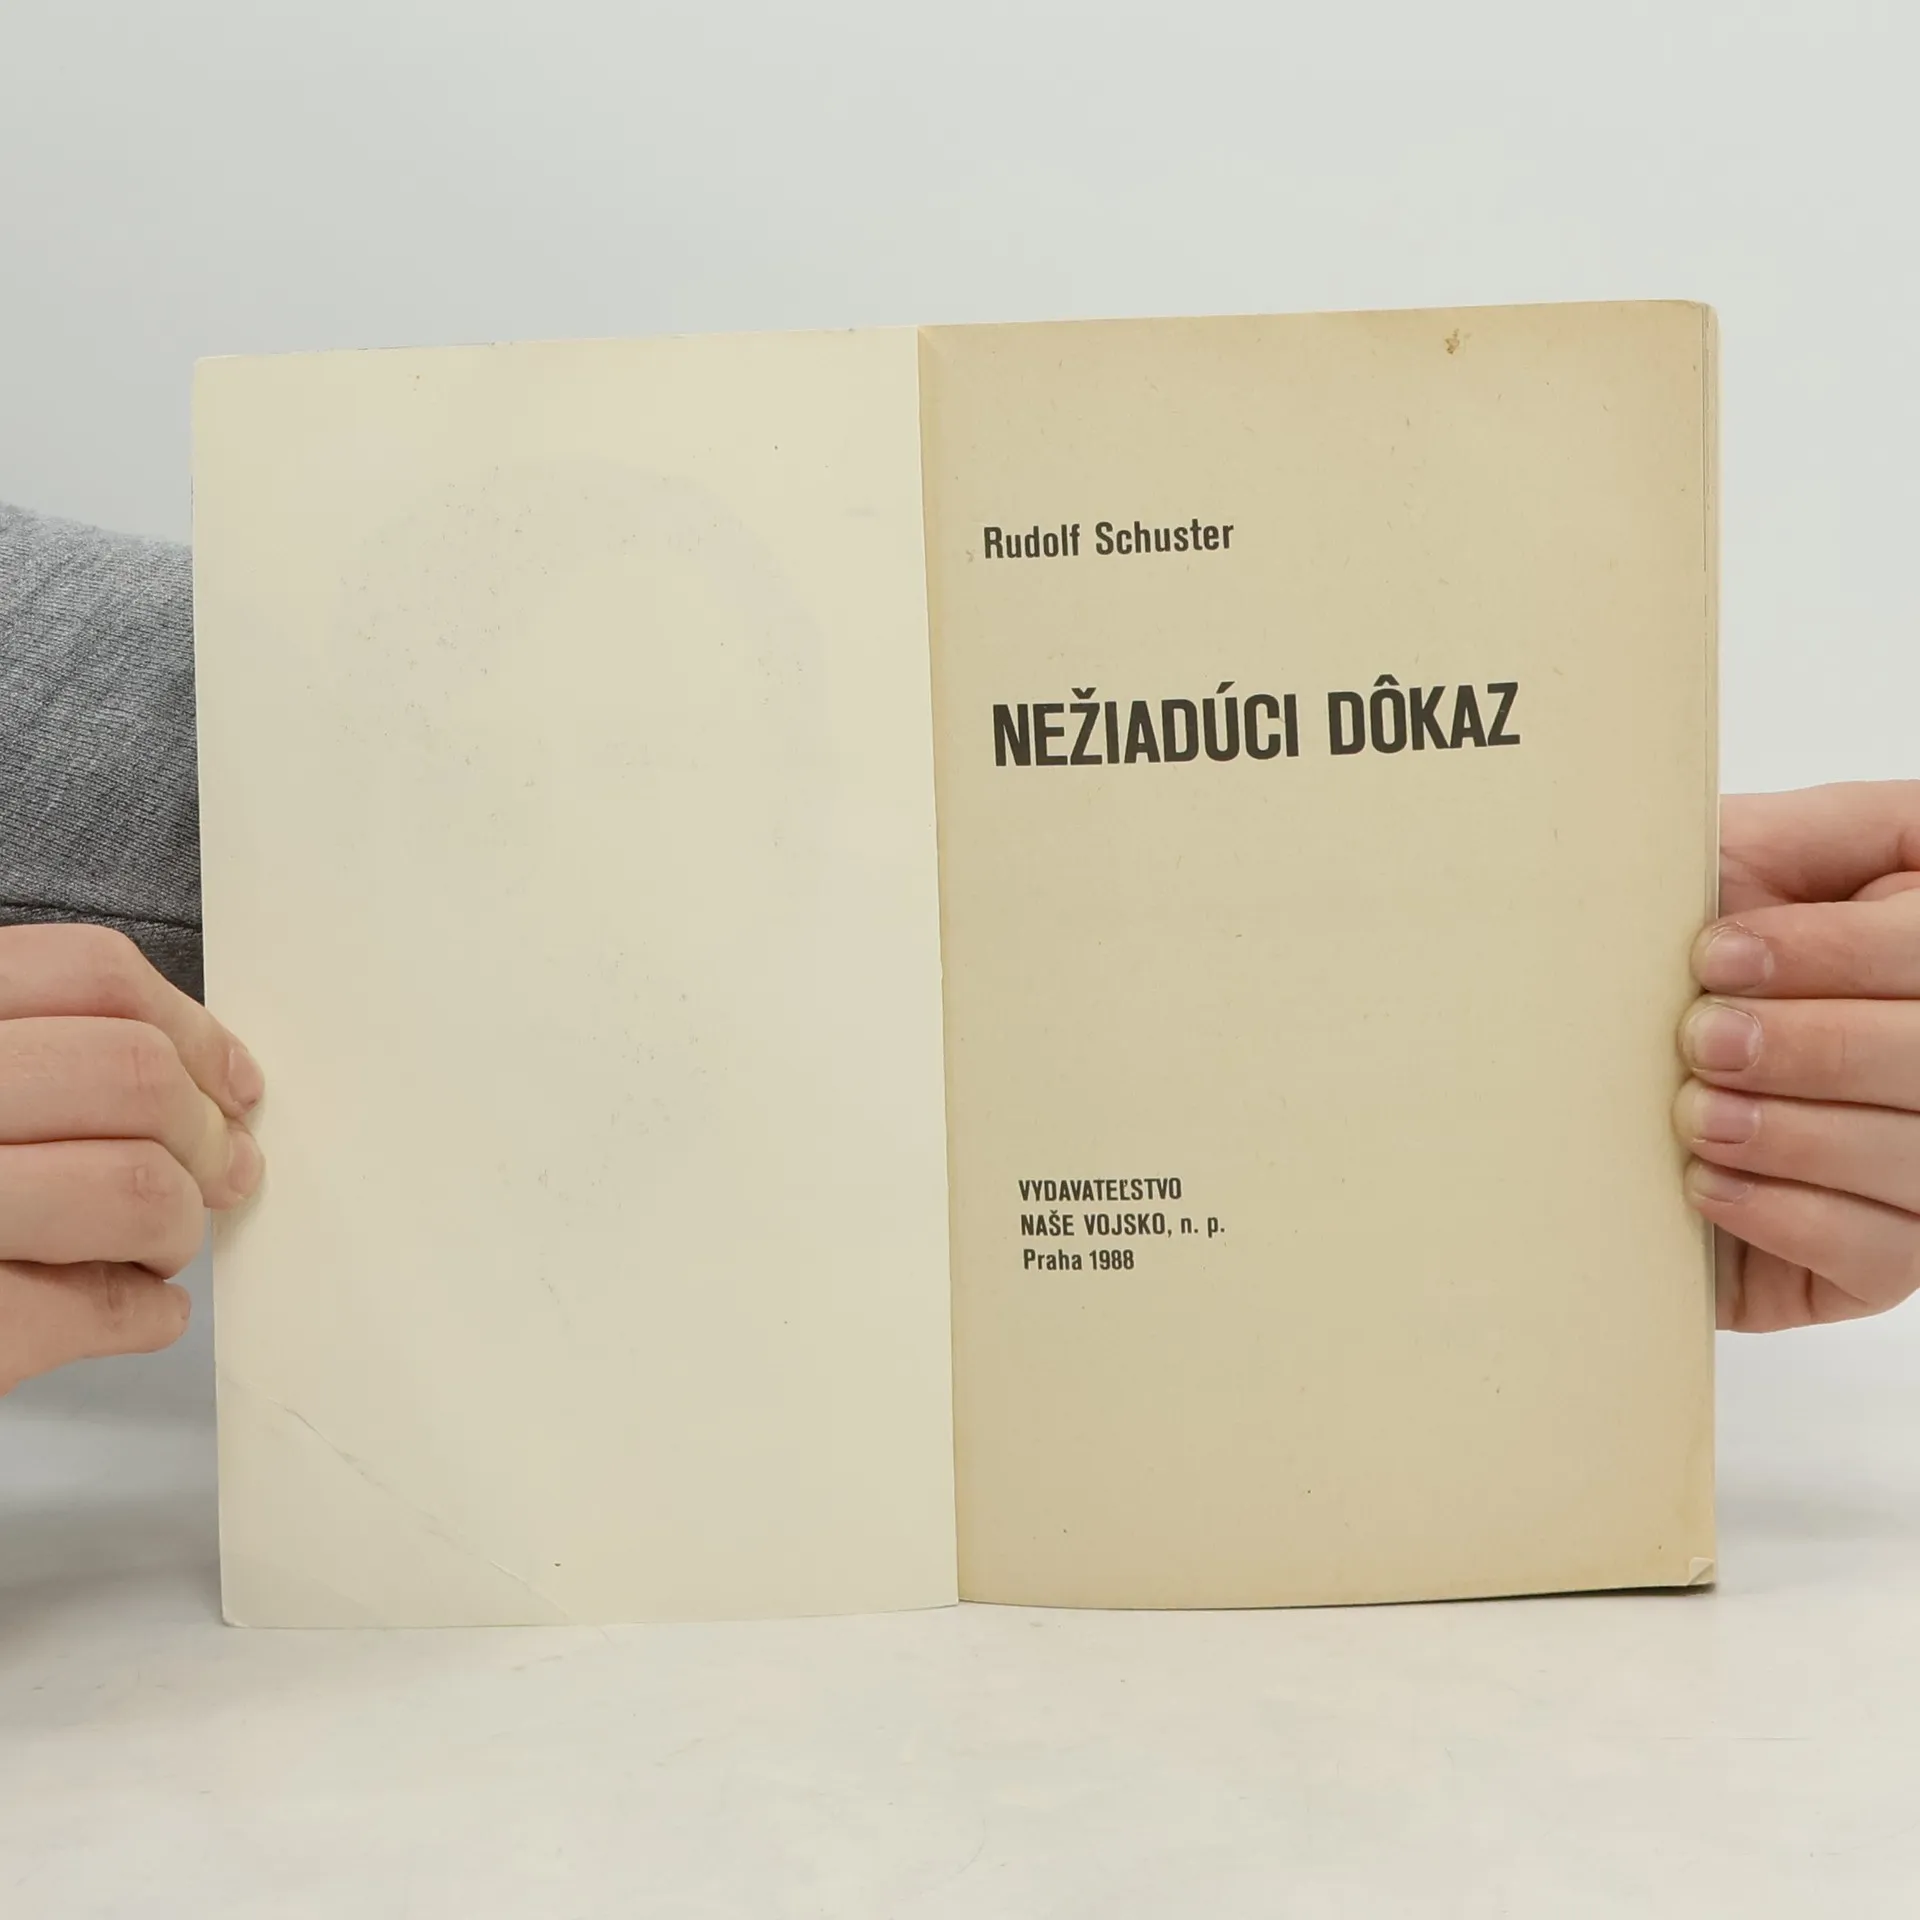 Rudolf Schuster
NEŽIADÚCI DÔKAZ
VYDAVATEĽSTVO
NAŠE VOJSKO, n. p.
Praha 1988